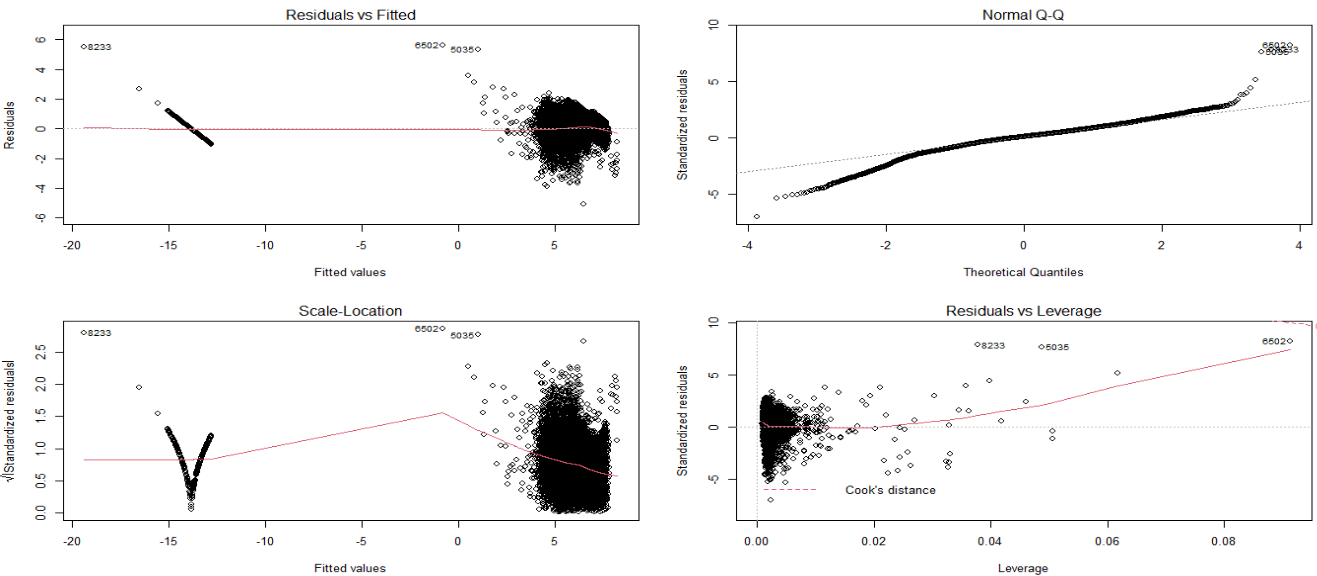 Residuals vs Fitted
Residuals
6
4
2
0
-2
-4
-6
8233
6502
5035
-20 -15 -10 -5 0 5
Fitted values
Normal Q-Q
Standardized residuals
10
5
0
-5
6502
8233
5035
-4 -2 0 2 4
Theoretical Quantiles
Scale-Location
√|Standardized residuals|
2.5
2.0
1.5
1.0
0.5
0.0
8233
6502
5035
-20 -15 -10 -5 0 5
Fitted values
Residuals vs Leverage
Standardized residuals
10
5
0
-5
8233
5035
6502
Cook's distance
0.00 0.02 0.04 0.06 0.08
Leverage